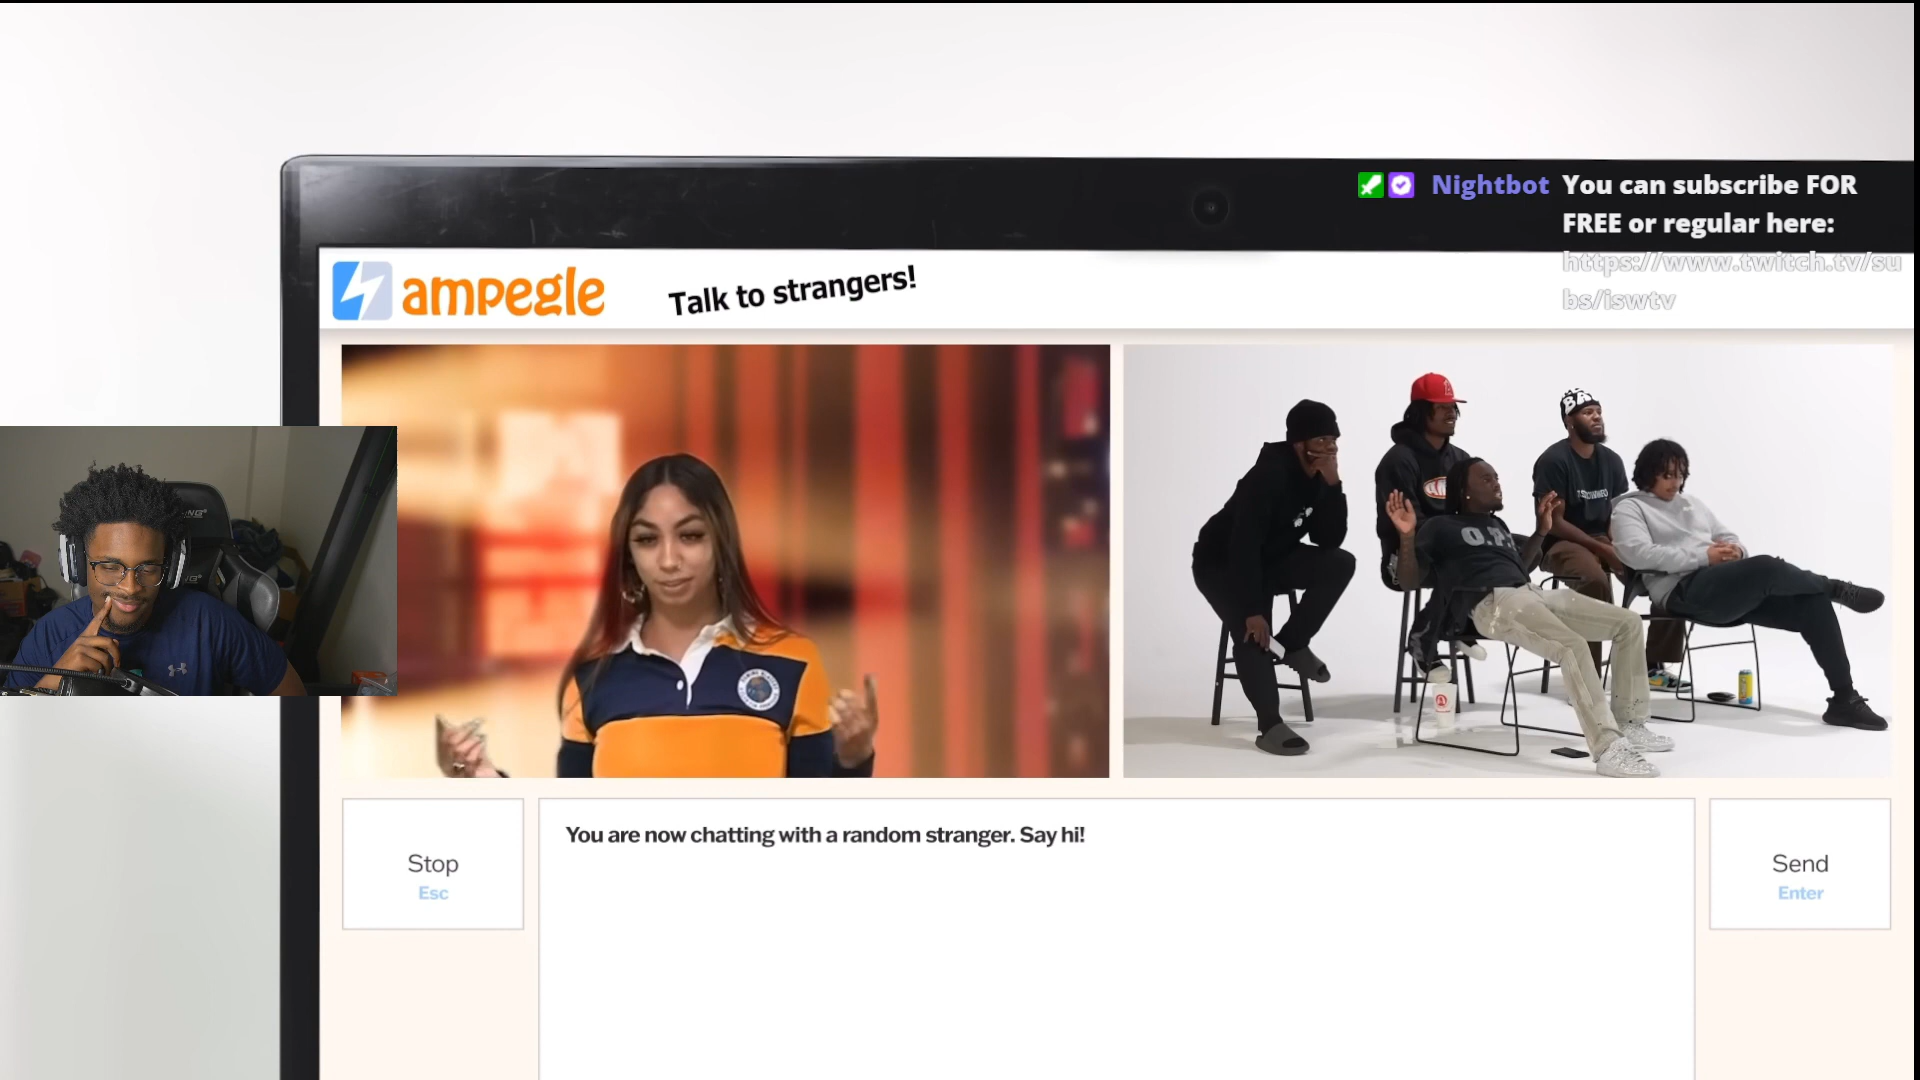 Nightbot You can subscribe FOR
FREE or regular here:
https://www.twitch.tv/su
bs/iswtv
ampegle
Talk to strangers!
You are now chatting with a random stranger. Say hi!
Stop
Esc
Send
Enter